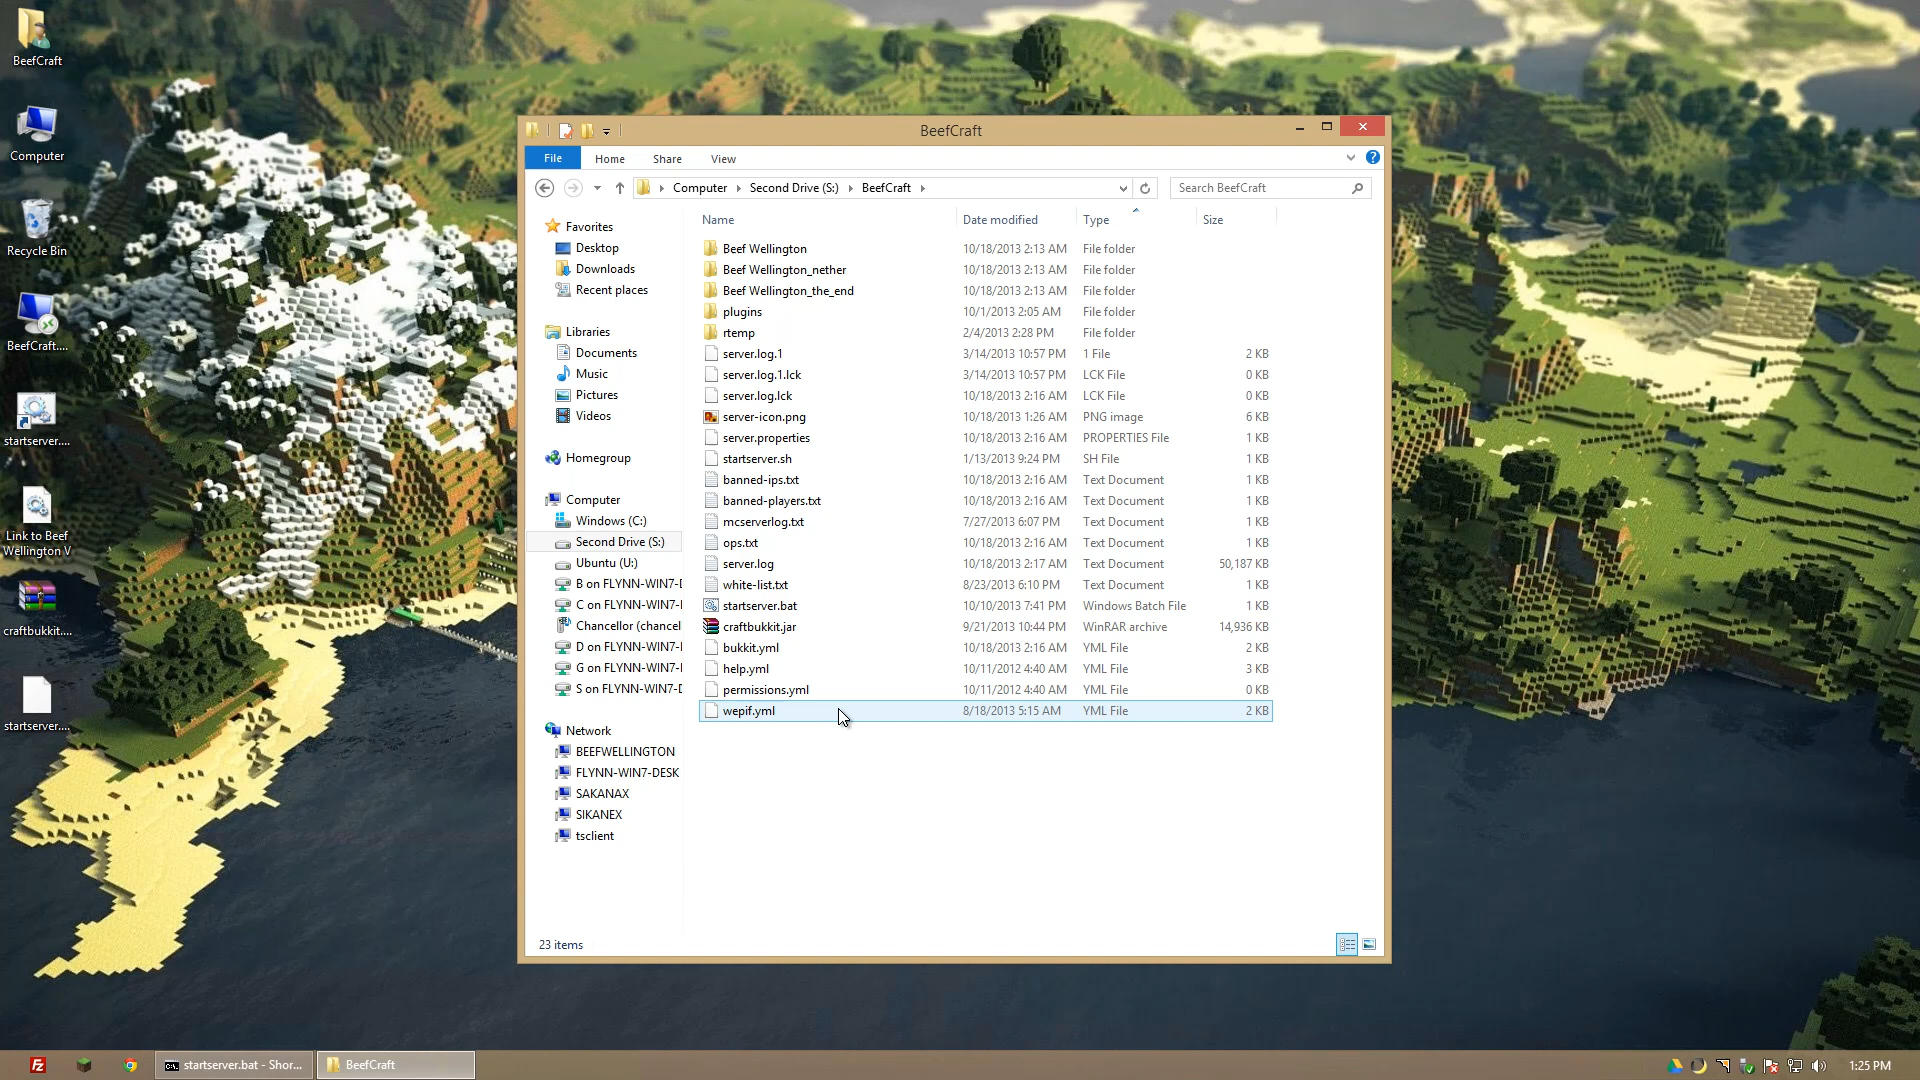 BeefCraft
Computer
Recycle Bin
BeefCraft....
startserver....
Link to Beef
Wellington V
craftbukkit....
startserver....
BeefCraft
File Home Share View
Computer Second Drive (S:) BeefCraft
Search BeefCraft
Name Date modified Type Size
Favorites
Desktop
Downloads
Recent places
Libraries
Documents
Music
Pictures
Videos
Homegroup
Computer
Windows (C:)
Second Drive (S:)
Ubuntu (U:)
B on FLYNN-WIN7-D
C on FLYNN-WIN7-
Chancellor (chancel
D on FLYNN-WIN7-
G on FLYNN-WIN7-
S on FLYNN-WIN7-D
Network
BEEFWELLINGTON
FLYNN-WIN7-DESK
SAKANAX
SIKANEX
tsclient
Beef Wellington 10/18/2013 2:13 AM File folder
Beef Wellington_nether 10/18/2013 2:13 AM File folder
Beef Wellington_the_end 10/18/2013 2:13 AM File folder
plugins 10/1/2013 2:05 AM File folder
rtemp 2/4/2013 2:28 PM File folder
server.log.1 3/14/2013 10:57 PM 1 File 2 KB
server.log.1.lck 3/14/2013 10:57 PM LCK File 0 KB
server.log.lck 10/18/2013 2:16 AM LCK File 0 KB
server-icon.png 10/18/2013 1:26 AM PNG image 6 KB
server.properties 10/18/2013 2:16 AM PROPERTIES File 1 KB
startserver.sh 1/13/2013 9:24 PM SH File 1 KB
banned-ips.txt 10/18/2013 2:16 AM Text Document 1 KB
banned-players.txt 10/18/2013 2:16 AM Text Document 1 KB
mcserverlog.txt 7/27/2013 6:07 PM Text Document 1 KB
ops.txt 10/18/2013 2:16 AM Text Document 1 KB
server.log 10/18/2013 2:17 AM Text Document 50,187 KB
white-list.txt 8/23/2013 6:10 PM Text Document 1 KB
startserver.bat 10/10/2013 7:41 PM Windows Batch File 1 KB
craftbukkit.jar 9/21/2013 10:44 PM WinRAR archive 14,936 KB
bukkit.yml 10/18/2013 2:16 AM YML File 2 KB
help.yml 10/11/2012 4:40 AM YML File 3 KB
permissions.yml 10/11/2012 4:40 AM YML File 0 KB
wepif.yml 8/18/2013 5:15 AM YML File 2 KB
23 items
startserver.bat - Shor...
BeefCraft
1:25 PM